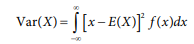 Var(X) = ∫_{-∞}^{∞} [x − E(X)]² f(x)dx